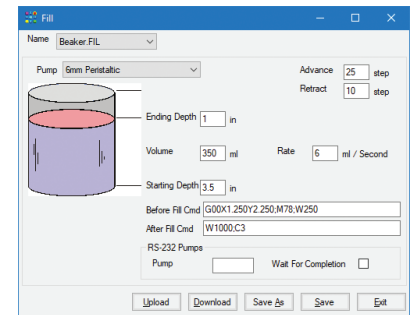 Fill
Name Beaker.FIL
Pump 6mm Peristaltic Advance 25 step
Retract 10 step
Ending Depth 1 in
Volume 350 ml Rate 6 ml / Second
Starting Depth 3.5 in
Before Fill Cmd G00X1.250Y2.250;M78;W250
After Fill Cmd W1000;C3
RS-232 Pumps
Pump Wait For Completion
Upload Download Save As Save Exit